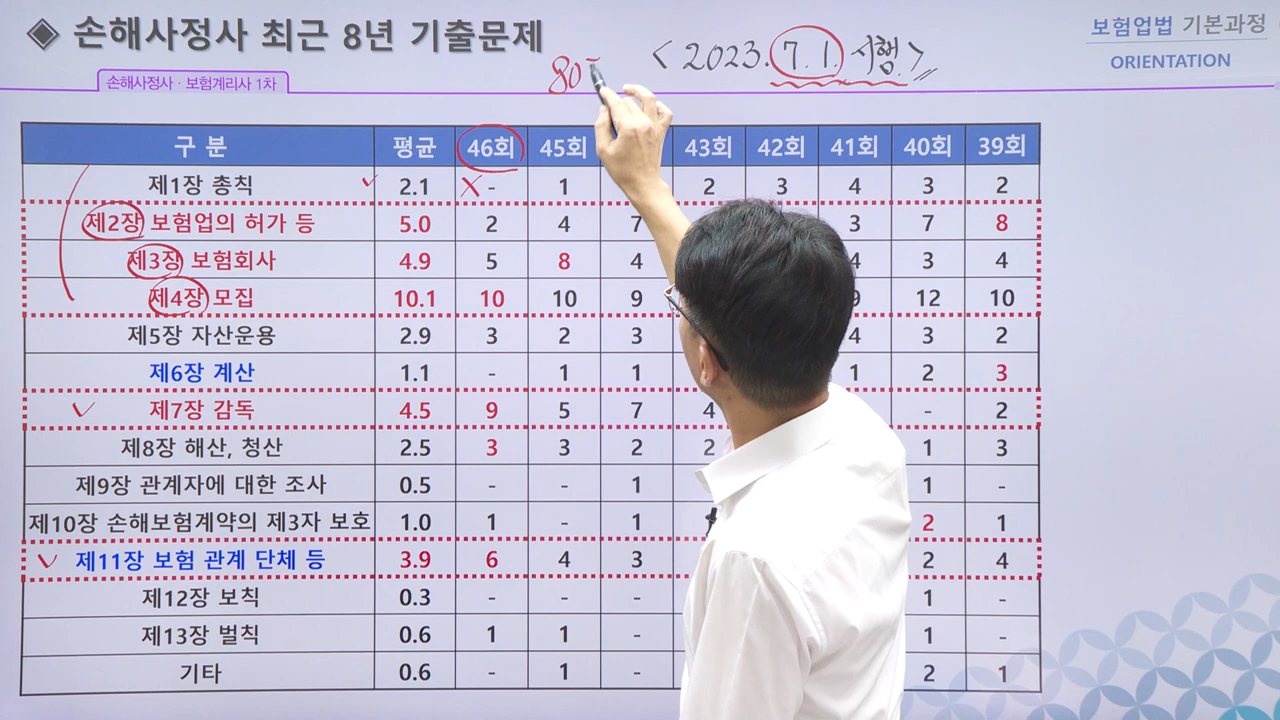 ◈ 손해사정사 최근 8년 기출문제
손해사정사 · 보험계리사 1차
80
< 2023. 7. 1. 시행 >
보험업법 기본과정
ORIENTATION
구 분 평균 46회 45회 43회 42회 41회 40회 39회
제1장 총칙 2.1 - 1 2 3 4 3 2
제2장 보험업의 허가 등 5.0 2 4 7 3 7 8
제3장 보험회사 4.9 5 8 4 4 3 4
제4장 모집 10.1 10 10 9 9 12 10
제5장 자산운용 2.9 3 2 3 4 3 2
제6장 계산 1.1 - 1 1 1 2 3
제7장 감독 4.5 9 5 7 4 - 2
제8장 해산, 청산 2.5 3 3 2 2 1 3
제9장 관계자에 대한 조사 0.5 - - 1 1 -
제10장 손해보험계약의 제3자 보호 1.0 1 - 1 2 1
제11장 보험 관계 단체 등 3.9 6 4 3 2 4
제12장 보칙 0.3 - - - 1 -
제13장 벌칙 0.6 1 1 - 1 -
기타 0.6 - 1 - 2 1